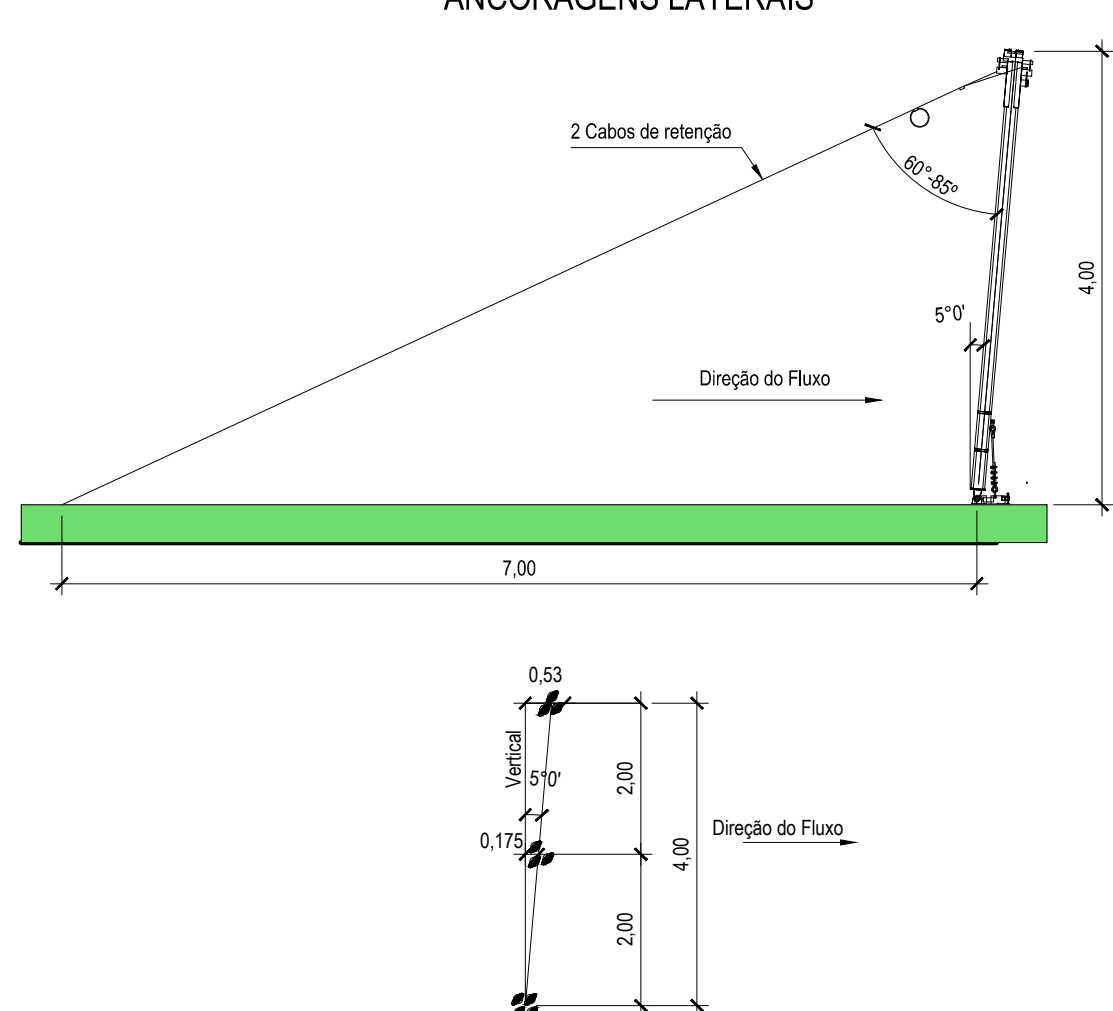 ANCORAGENS LATERAIS
2 Cabos de retenção
60°-85º
4,00
5°0'
Direção do Fluxo
7,00
0,53
Vertical
5°0'
2,00
0,175
4,00
Direção do Fluxo
2,00